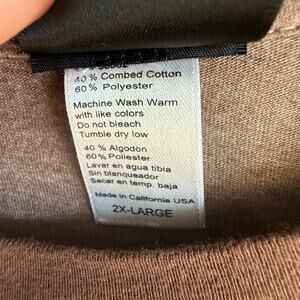 40% Combed Cotton
60% Polyester
Machine Wash Warm
with like colors
Do not bleach
Tumble dry low
40% Algodon
60% Poliester
Lavar en agua tibia
Sin blanqueador
Secar en temp. baja
Made in California USA
2X-LARGE